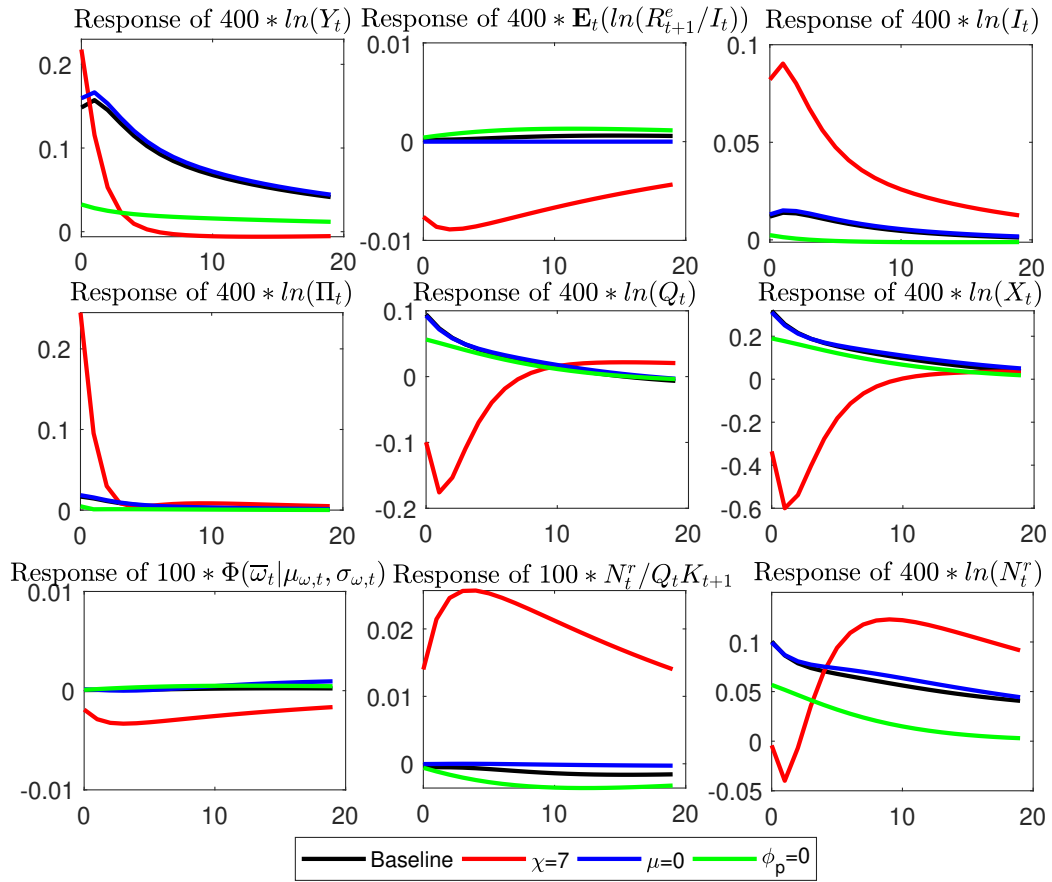 Response of 400 ∗ ln(Y_t) Response of 400 ∗ E_t(ln(R^e_{t+1}/I_t)) Response of 400 ∗ ln(I_t)
0.2
0.1
0
0 10 20
0.01
0
-0.01
0 10 20
0.1
0.05
0
0 10 20
Response of 400 ∗ ln(Π_t) Response of 400 ∗ ln(Q_t) Response of 400 ∗ ln(X_t)
0.2
0.1
0
0 10 20
0.1
0
-0.1
-0.2
0 10 20
0.2
0
-0.2
-0.4
-0.6
0 10 20
Response of 100 ∗ Φ(ω̅_t|μ_{ω,t}, σ_{ω,t}) Response of 100 ∗ N^r_t/Q_tK_{t+1} Response of 400 ∗ ln(N^r_t)
0.01
0
-0.01
0 10 20
0.02
0.01
0
0 10 20
0.1
0.05
0
-0.05
0 10 20
Baseline χ=7 μ=0 ϕ_p=0